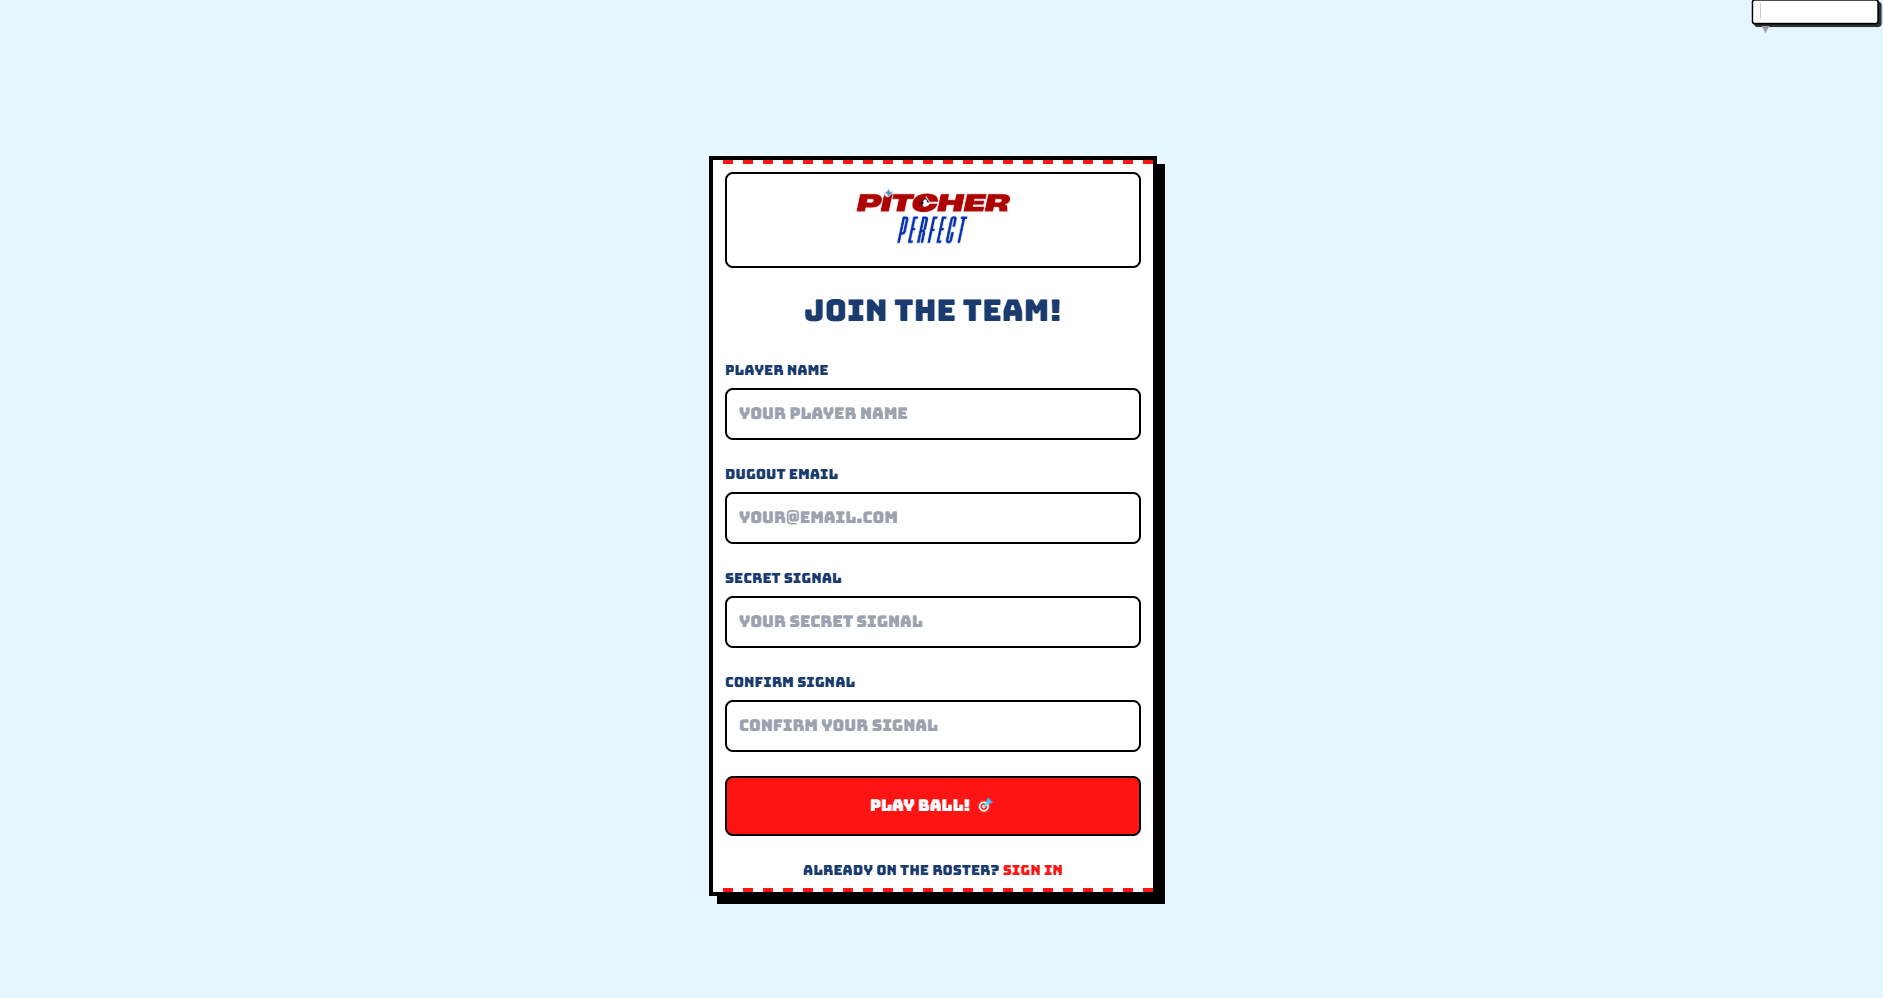 PITCHER
PERFECT
JOIN THE TEAM!
PLAYER NAME
YOUR PLAYER NAME
DUGOUT EMAIL
YOUR@EMAIL.COM
SECRET SIGNAL
YOUR SECRET SIGNAL
CONFIRM SIGNAL
CONFIRM YOUR SIGNAL
PLAY BALL!
ALREADY ON THE ROSTER? SIGN IN